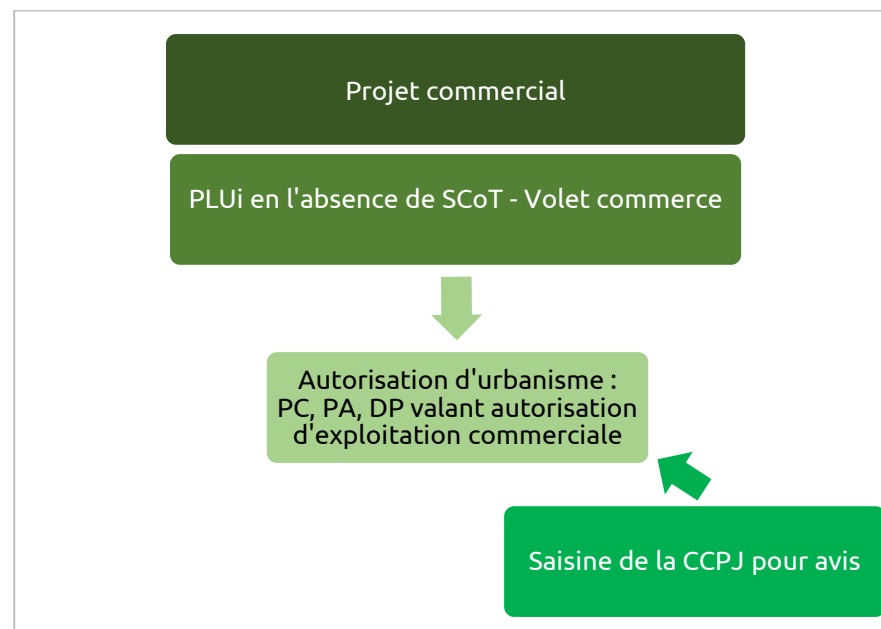 Projet commercial
PLUi en l'absence de SCoT - Volet commerce
Autorisation d'urbanisme :
PC, PA, DP valant autorisation
d'exploitation commerciale
Saisine de la CCPJ pour avis